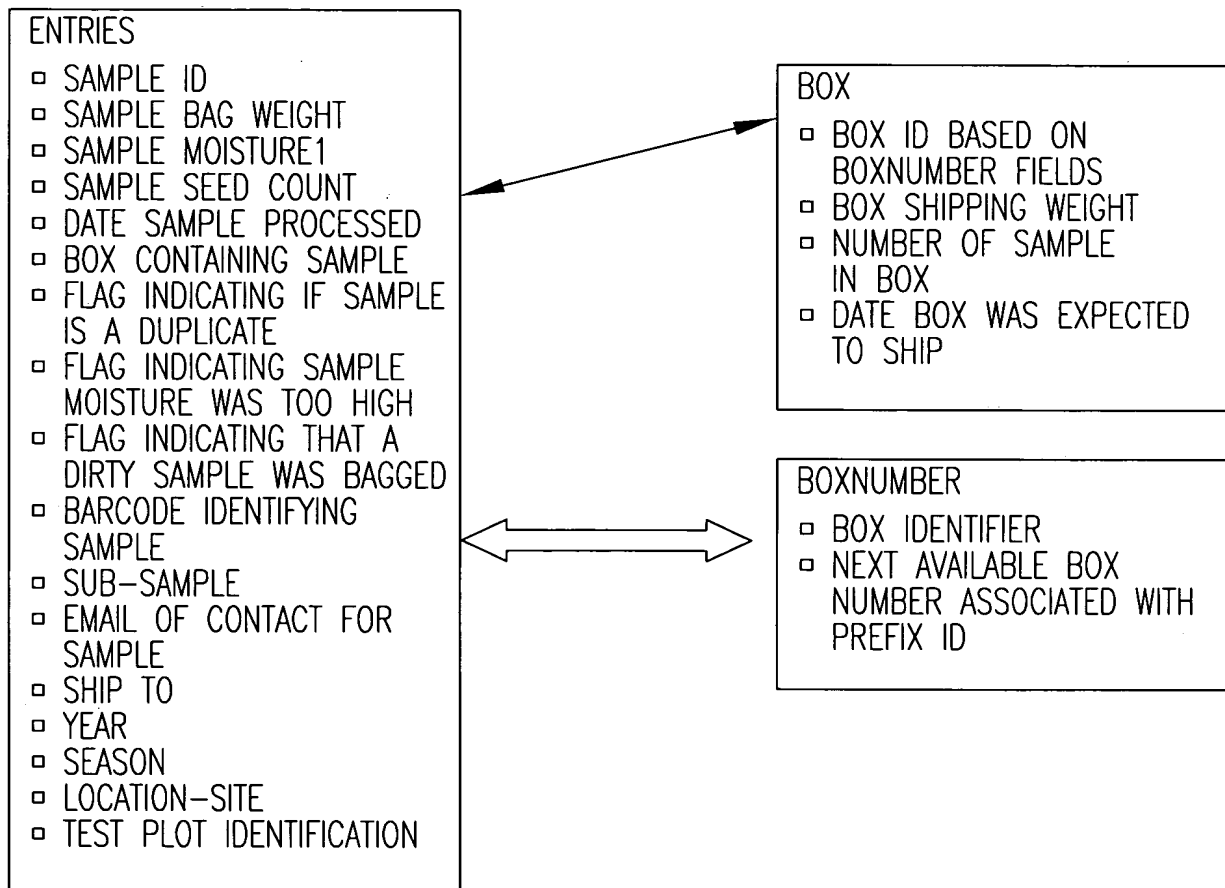 ENTRIES
▫ SAMPLE ID
▫ SAMPLE BAG WEIGHT
▫ SAMPLE MOISTURE1
▫ SAMPLE SEED COUNT
▫ DATE SAMPLE PROCESSED
▫ BOX CONTAINING SAMPLE
▫ FLAG INDICATING IF SAMPLE
IS A DUPLICATE
▫ FLAG INDICATING SAMPLE
MOISTURE WAS TOO HIGH
▫ FLAG INDICATING THAT A
DIRTY SAMPLE WAS BAGGED
▫ BARCODE IDENTIFYING
SAMPLE
▫ SUB-SAMPLE
▫ EMAIL OF CONTACT FOR
SAMPLE
▫ SHIP TO
▫ YEAR
▫ SEASON
▫ LOCATION-SITE
▫ TEST PLOT IDENTIFICATION
BOX
▫ BOX ID BASED ON
BOXNUMBER FIELDS
▫ BOX SHIPPING WEIGHT
▫ NUMBER OF SAMPLE
IN BOX
▫ DATE BOX WAS EXPECTED
TO SHIP
BOXNUMBER
▫ BOX IDENTIFIER
▫ NEXT AVAILABLE BOX
NUMBER ASSOCIATED WITH
PREFIX ID